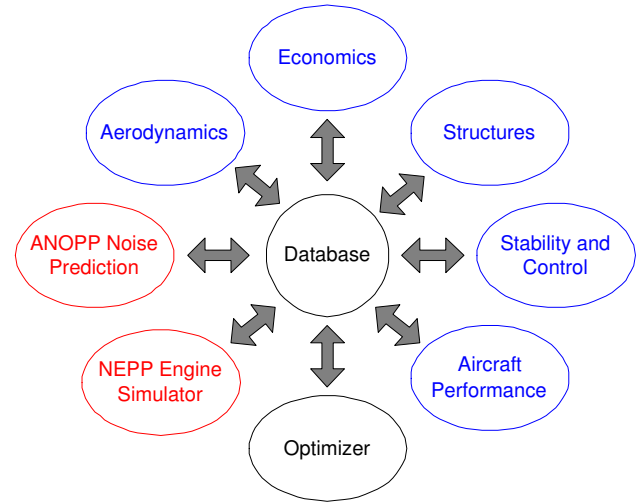 Economics
Aerodynamics
Structures
ANOPP Noise
Prediction
Database
Stability and
Control
NEPP Engine
Simulator
Aircraft
Performance
Optimizer